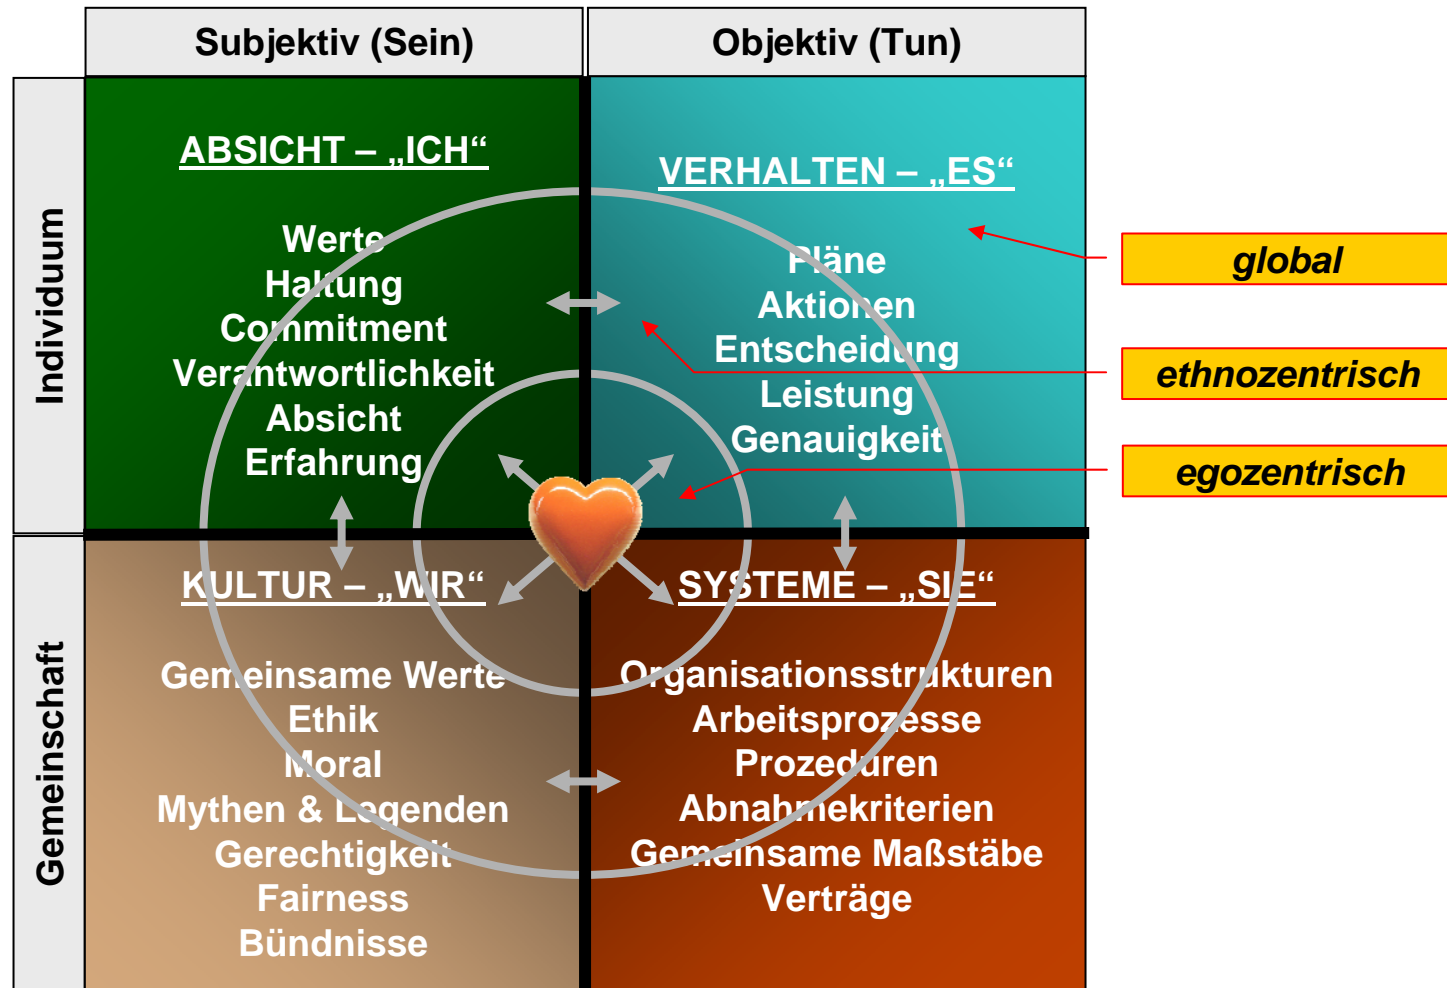 Subjektiv (Sein)
Objektiv (Tun)
Individuum
ABSICHT – „ICH“
Werte
Haltung
Commitment
Verantwortlichkeit
Absicht
Erfahrung
VERHALTEN – „ES“
Pläne
Aktionen
Entscheidung
Leistung
Genauigkeit
global
ethnozentrisch
egozentrisch
Gemeinschaft
KULTUR – „WIR“
Gemeinsame Werte
Ethik
Moral
Mythen & Legenden
Gerechtigkeit
Fairness
Bündnisse
SYSTEME – „SIE“
Organisationsstrukturen
Arbeitsprozesse
Prozeduren
Abnahmekriterien
Gemeinsame Maßstäbe
Verträge